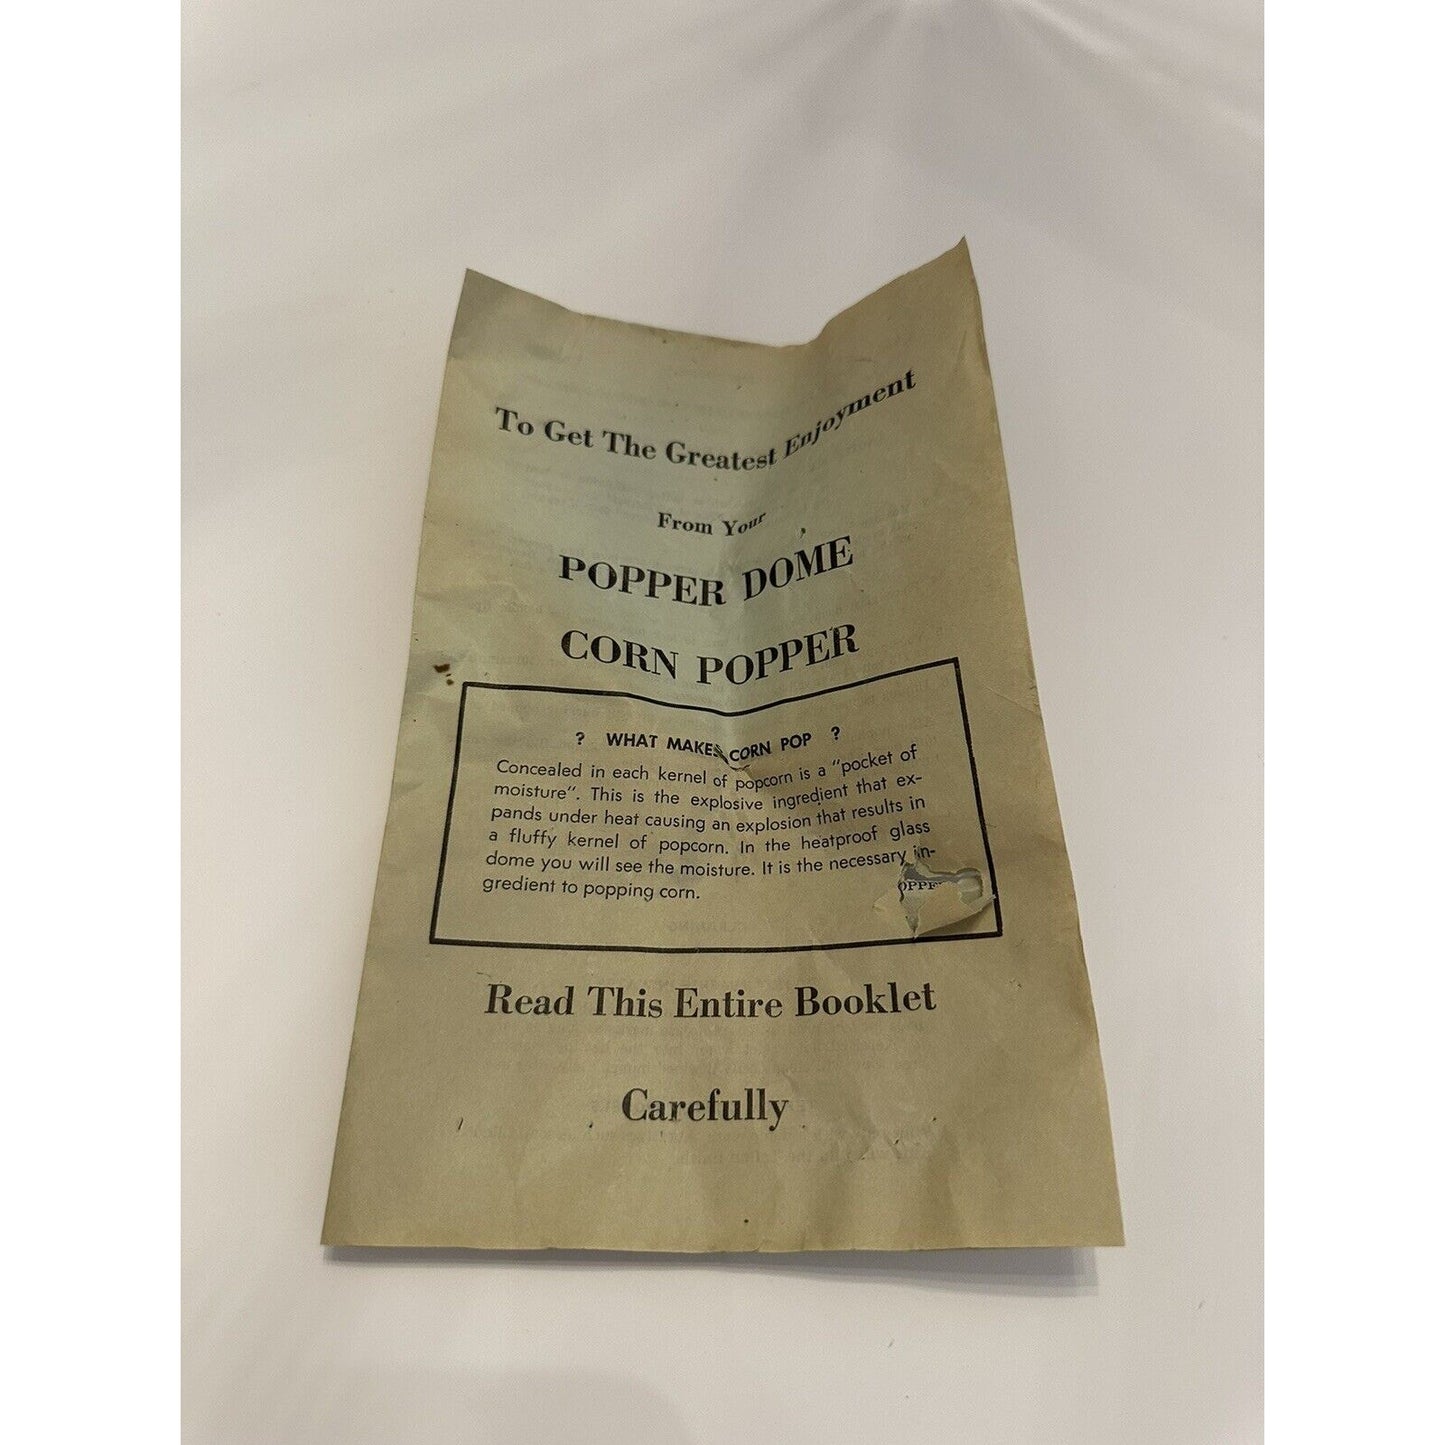 To Get The Greatest Enjoyment
From Your
POPPER DOME
CORN POPPER
? WHAT MAKES CORN POP ?
Concealed in each kernel of popcorn is a "pocket of
moisture". This is the explosive ingredient that ex-
pands under heat causing an explosion that results in
a fluffy kernel of popcorn. In the heatproof glass
dome you will see the moisture. It is the necessary in-
gredient to popping corn.
Read This Entire Booklet
Carefully